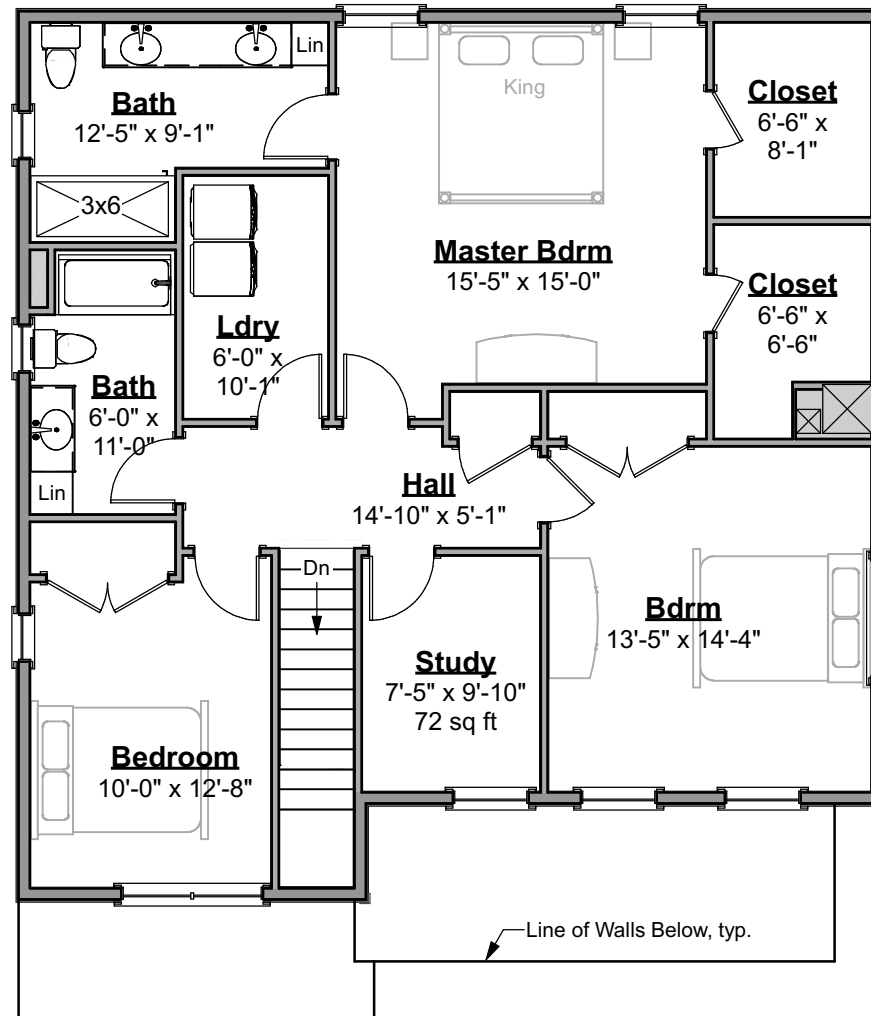 Lin
Bath
12'-5" x 9'-1"
3x6
King
Master Bdrm
15'-5" x 15'-0"
Closet
6'-6" x
8'-1"
Closet
6'-6" x
6'-6"
Ldry
6'-0" x
10'-1"
Bath
6'-0" x
11'-0"
Lin
Hall
14'-10" x 5'-1"
Dn
Bdrm
13'-5" x 14'-4"
Study
7'-5" x 9'-10"
72 sq ft
Bedroom
10'-0" x 12'-8"
Line of Walls Below, typ.